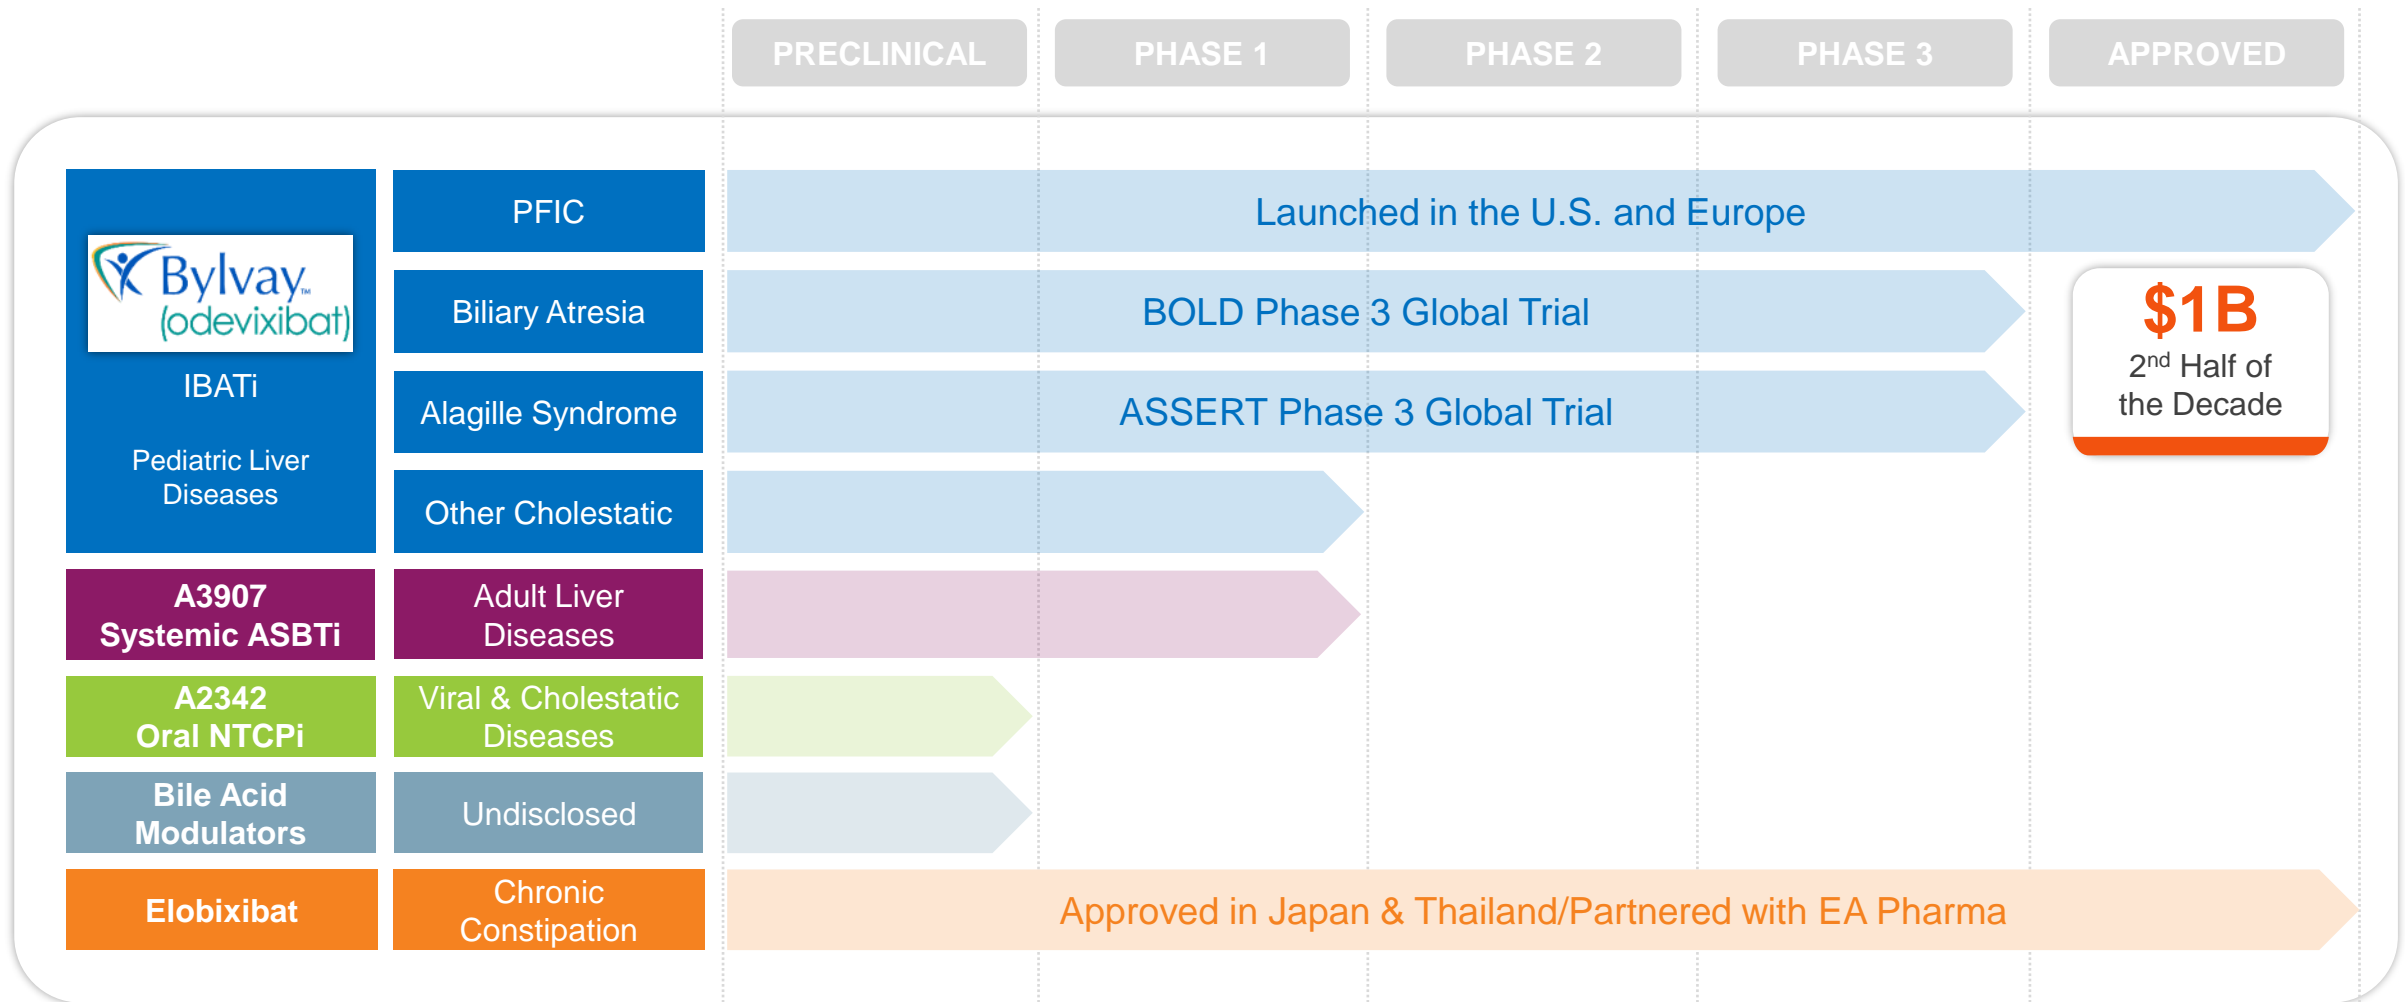 PRECLINICAL
PHASE 1
PHASE 2
PHASE 3
APPROVED
Bylvay™
(odevixibat)
IBATi
Pediatric Liver
Diseases
PFIC
Launched in the U.S. and Europe
Biliary Atresia
BOLD Phase 3 Global Trial
Alagille Syndrome
ASSERT Phase 3 Global Trial
$1B
2nd Half of
the Decade
Other Cholestatic
A3907
Systemic ASBTi
Adult Liver
Diseases
A2342
Oral NTCPi
Viral & Cholestatic
Diseases
Bile Acid
Modulators
Undisclosed
Elobixibat
Chronic
Constipation
Approved in Japan & Thailand/Partnered with EA Pharma